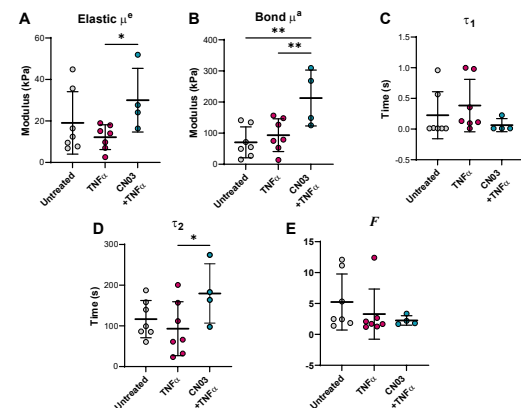 A Elastic μᵉ
*
Modulus (kPa)
60
40
20
0
Untreated
TNFα
CN03
+TNFα
B Bond μᵃ
**
**
Modulus (kPa)
400
300
200
100
0
Untreated
TNFα
CN03
+TNFα
C τ₁
Time (s)
1.5
1.0
0.5
0.0
-0.5
Untreated
TNFα
CN03
+TNFα
D τ₂
*
Time (s)
300
200
100
0
Untreated
TNFα
CN03
+TNFα
E F
15
10
5
0
-5
Untreated
TNFα
CN03
+TNFα